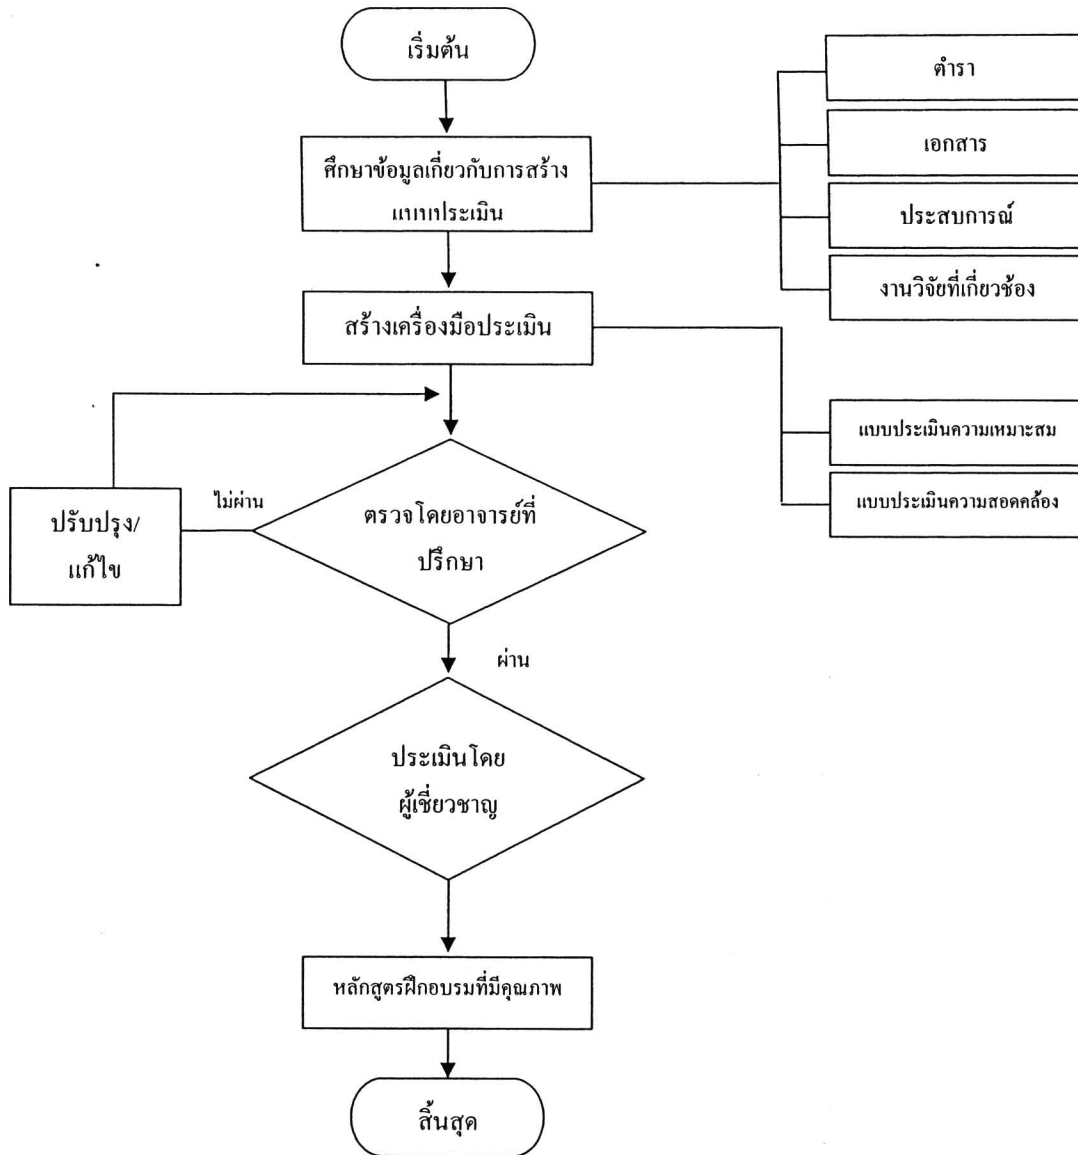 เริ่มต้น
ตำรา
ศึกษาข้อมูลเกี่ยวกับการสร้าง
แบบประเมิน
เอกสาร
ประสบการณ์
งานวิจัยที่เกี่ยวช้อง
สร้างเครื่องมือประเมิน
แบบประเมินความเหมาะสม
แบบประเมินความสอดคล้อง
ไม่ผ่าน
ปรับปรุง/
แก้ไข
ตรวจโดยอาจารย์ที่
ปรึกษา
ผ่าน
ประเมินโดย
ผู้เชี่ยวชาญ
หลักสูตรฝึกอบรมที่มีคุณภาพ
สิ้นสุด